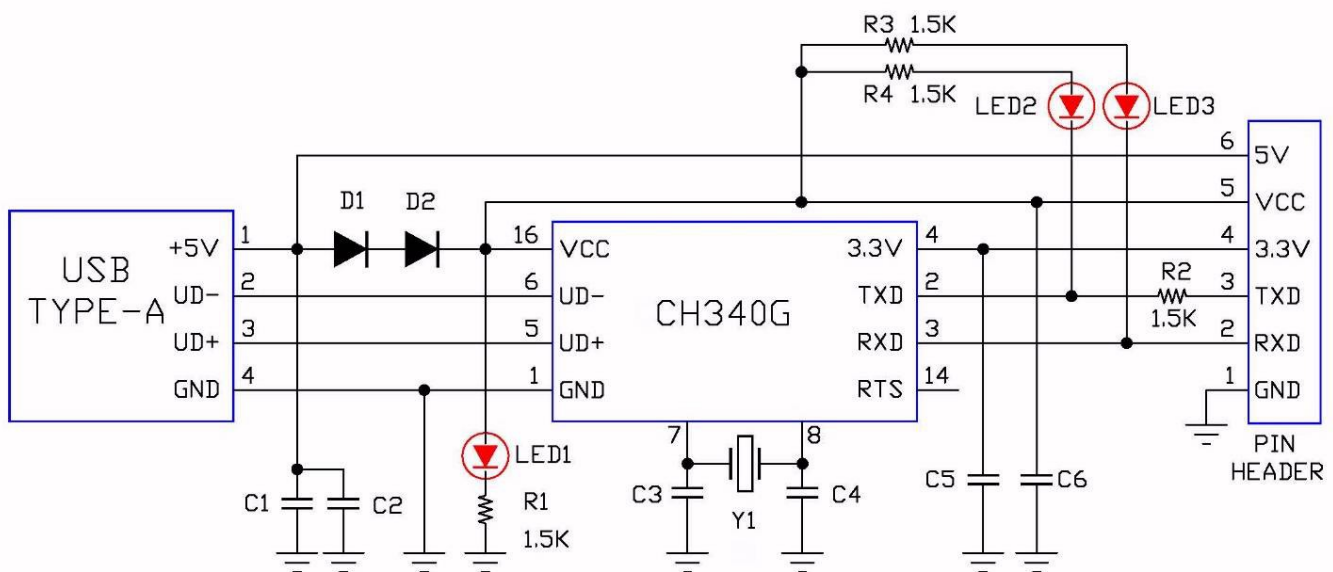 R3 1.5K
R4 1.5K
LED2
LED3
USB
TYPE-A
+5V 1
UD- 2
UD+ 3
GND 4
D1
D2
16 VCC
6 UD-
5 UD+
1 GND
CH340G
3.3V 4
TXD 2
RXD 3
RTS 14
7
8
R2
1.5K
6 5V
5 VCC
4 3.3V
3 TXD
2 RXD
1 GND
PIN
HEADER
C1
C2
LED1
R1
1.5K
C3
Y1
C4
C5
C6